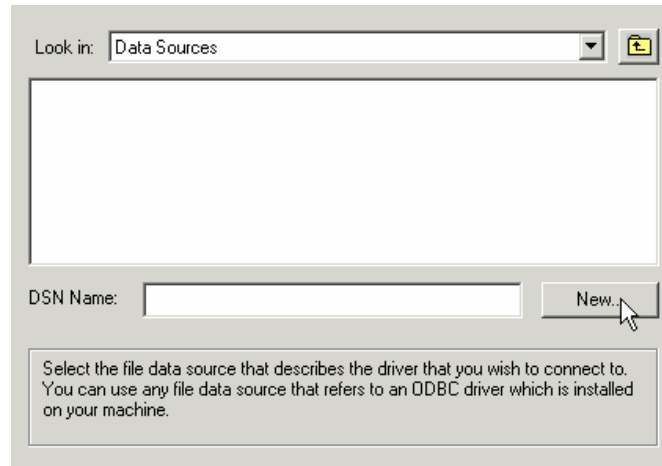 Look in: Data Sources
DSN Name: New...
Select the file data source that describes the driver that you wish to connect to.
You can use any file data source that refers to an ODBC driver which is installed
on your machine.